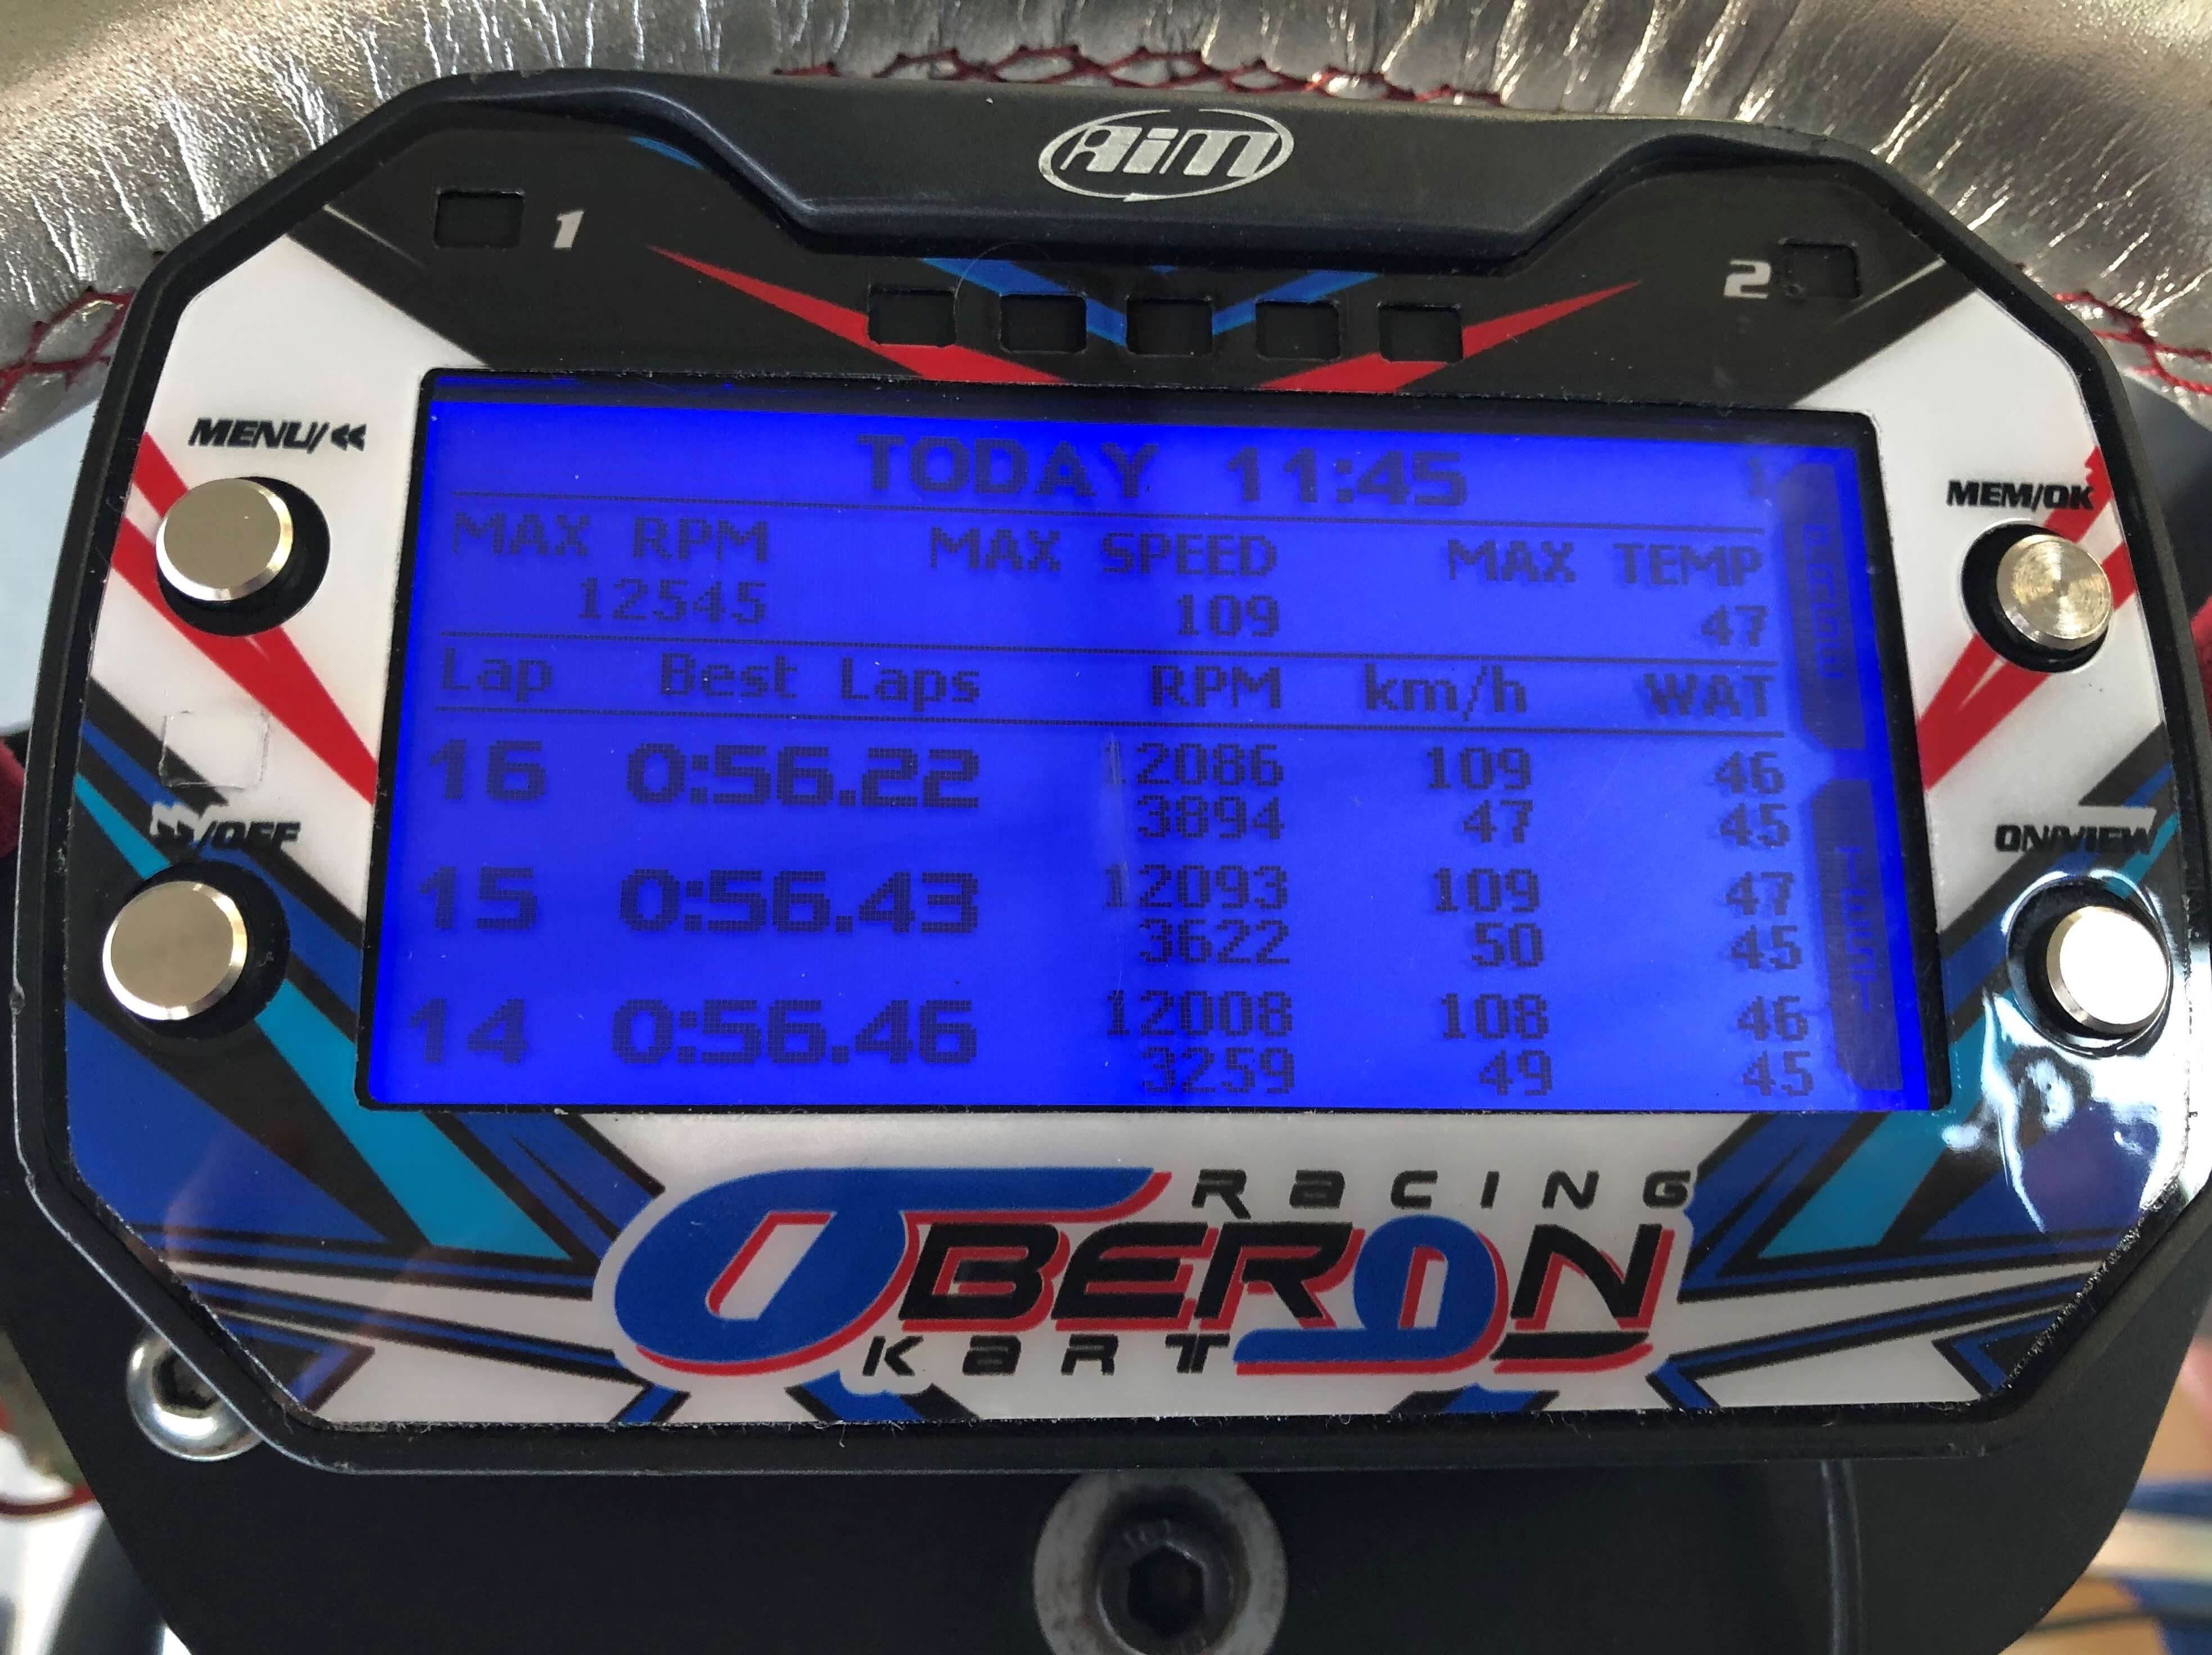 AiM
1
2
MENU/<<
MEM/OK
>>/OFF
ON/VIEW
TODAY 11:45
MAX RPM MAX SPEED MAX TEMP
12545 109 47
Lap Best Laps RPM km/h WAT
16 0:56.22 12086 109 46
3894 47 45
15 0:56.43 12093 109 47
3622 50 45
14 0:56.46 12008 108 46
3259 49 45
RACING
OBERON
KART